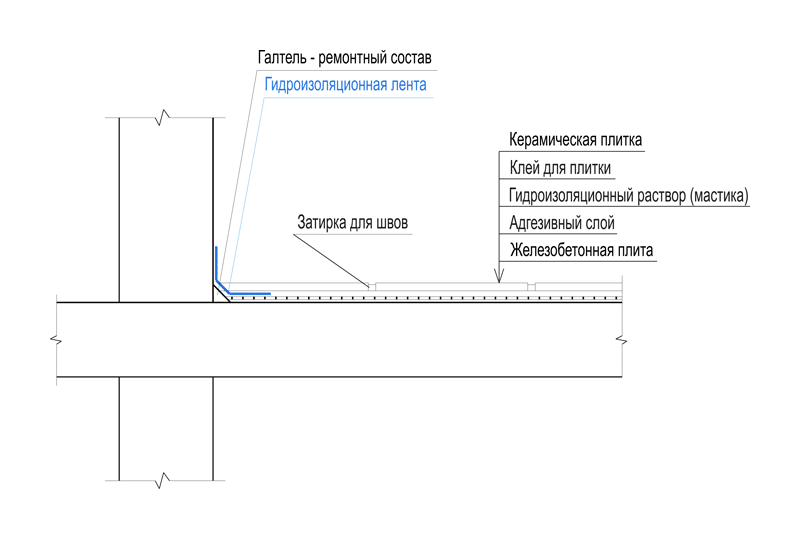 Галтель - ремонтный состав
Гидроизоляционная лента
Керамическая плитка
Клей для плитки
Гидроизоляционный раствор (мастика)
Затирка для швов
Адгезивный слой
Железобетонная плита